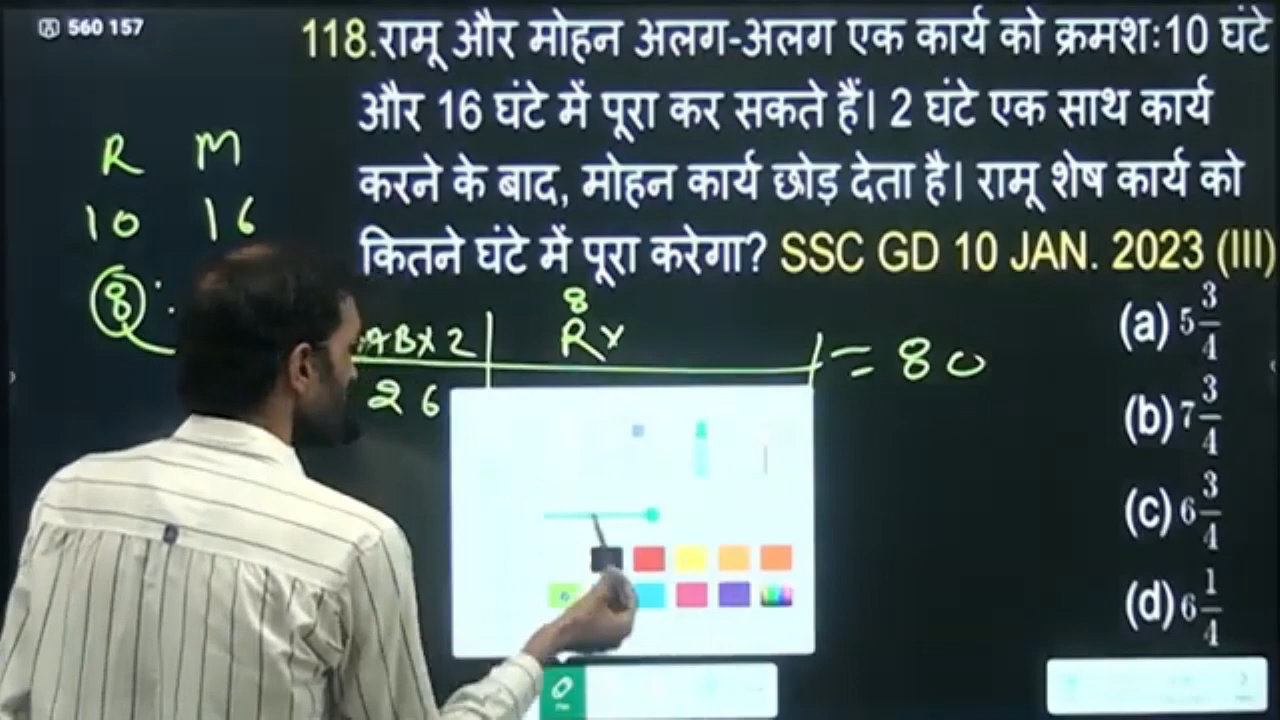 560 157
118.रामू और मोहन अलग-अलग एक कार्य को क्रमशः10 घंटे
और 16 घंटे में पूरा कर सकते हैं। 2 घंटे एक साथ कार्य
करने के बाद, मोहन कार्य छोड़ देता है। रामू शेष कार्य को
कितने घंटे में पूरा करेगा? SSC GD 10 JAN. 2023 (III)
R M
10 16
8 :
8
ABX2 Rx = 80
26
(a) 5 3/4
(b) 7 3/4
(c) 6 3/4
(d) 6 1/4